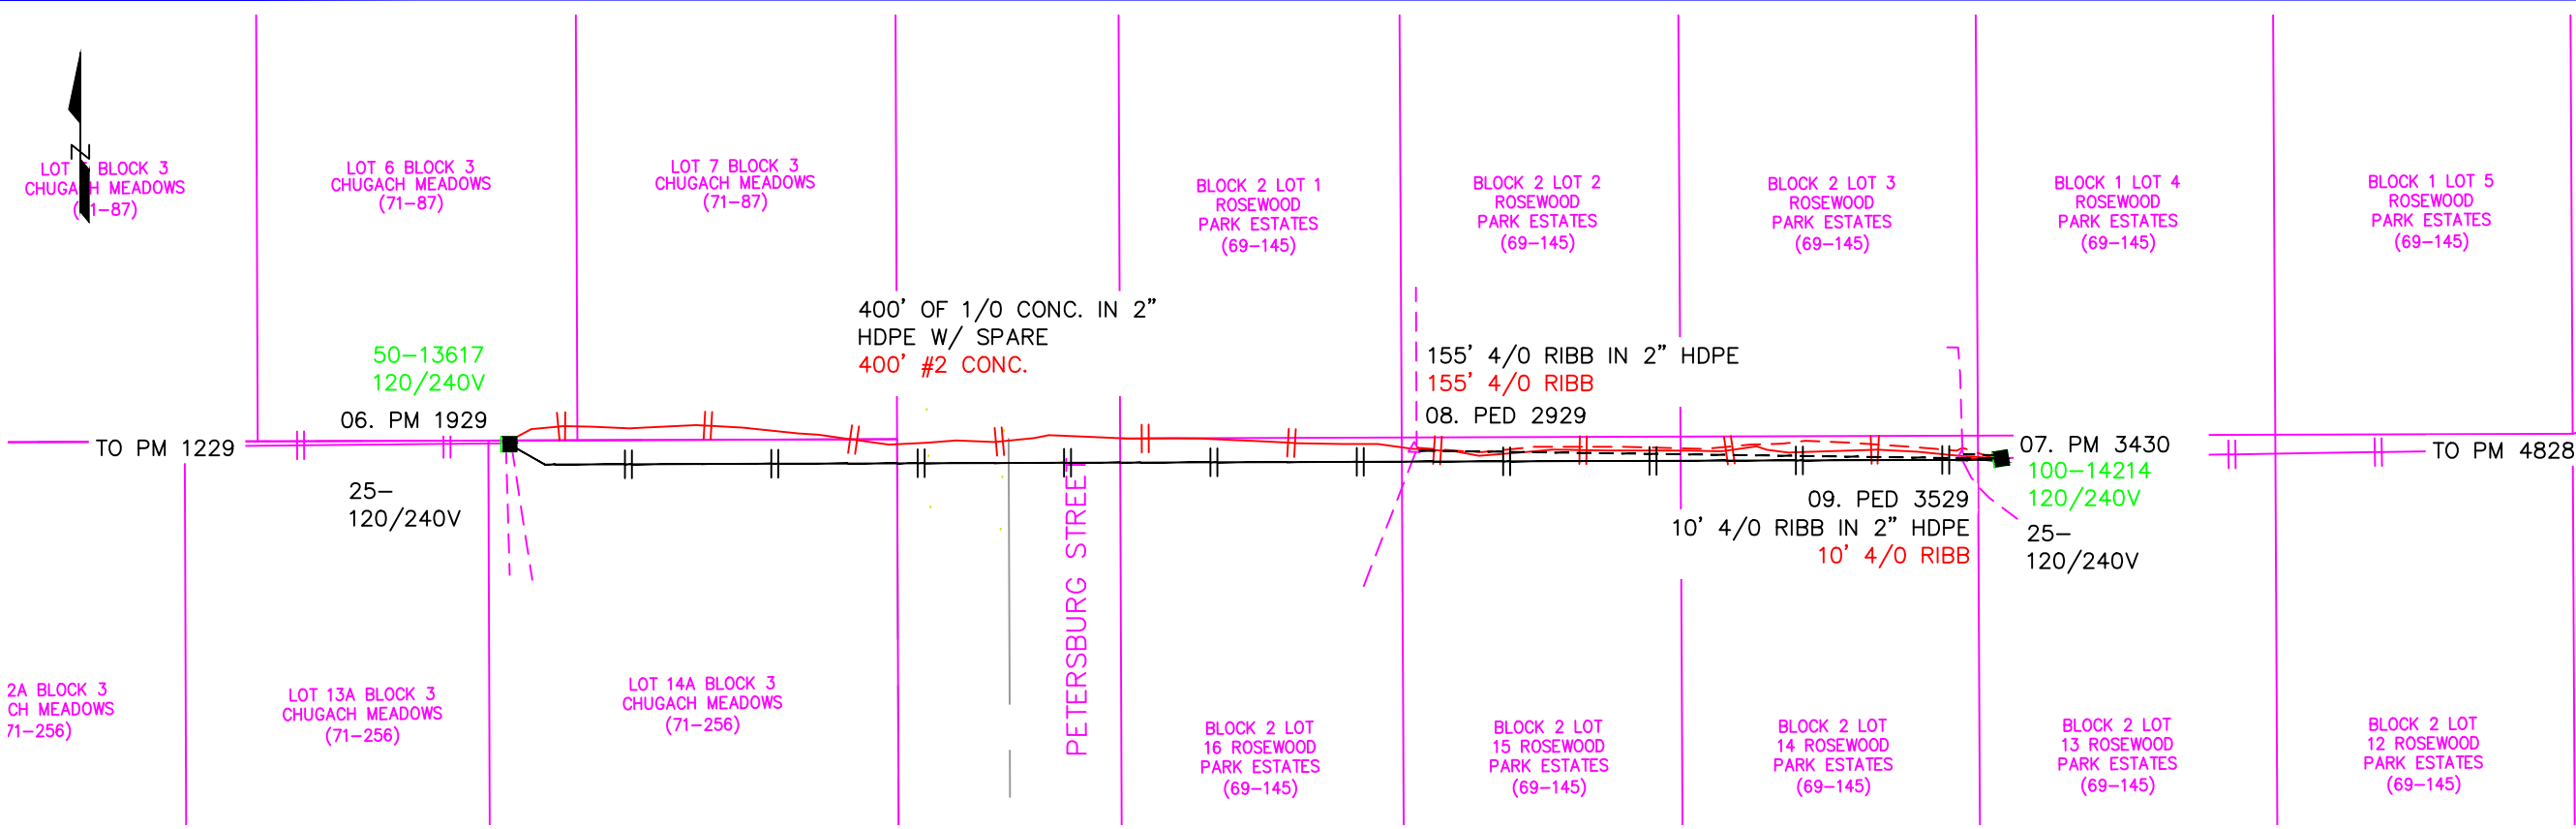 N
LOT BLOCK 3
CHUGACH MEADOWS
1-87)
LOT 6 BLOCK 3
CHUGACH MEADOWS
(71-87)
LOT 7 BLOCK 3
CHUGACH MEADOWS
(71-87)
BLOCK 2 LOT 1
ROSEWOOD
PARK ESTATES
(69-145)
BLOCK 2 LOT 2
ROSEWOOD
PARK ESTATES
(69-145)
BLOCK 2 LOT 3
ROSEWOOD
PARK ESTATES
(69-145)
BLOCK 1 LOT 4
ROSEWOOD
PARK ESTATES
(69-145)
BLOCK 1 LOT 5
ROSEWOOD
PARK ESTATES
(69-145)
400' OF 1/0 CONC. IN 2"
HDPE W/ SPARE
400' #2 CONC.
50-13617
120/240V
06. PM 1929
TO PM 1229
25-
120/240V
155' 4/0 RIBB IN 2" HDPE
155' 4/0 RIBB
08. PED 2929
07. PM 3430
100-14214
120/240V
25-
120/240V
TO PM 4828
09. PED 3529
10' 4/0 RIBB IN 2" HDPE
10' 4/0 RIBB
PETERSBURG STREET
2A BLOCK 3
CH MEADOWS
71-256)
LOT 13A BLOCK 3
CHUGACH MEADOWS
(71-256)
LOT 14A BLOCK 3
CHUGACH MEADOWS
(71-256)
BLOCK 2 LOT
16 ROSEWOOD
PARK ESTATES
(69-145)
BLOCK 2 LOT
15 ROSEWOOD
PARK ESTATES
(69-145)
BLOCK 2 LOT
14 ROSEWOOD
PARK ESTATES
(69-145)
BLOCK 2 LOT
13 ROSEWOOD
PARK ESTATES
(69-145)
BLOCK 2 LOT
12 ROSEWOOD
PARK ESTATES
(69-145)